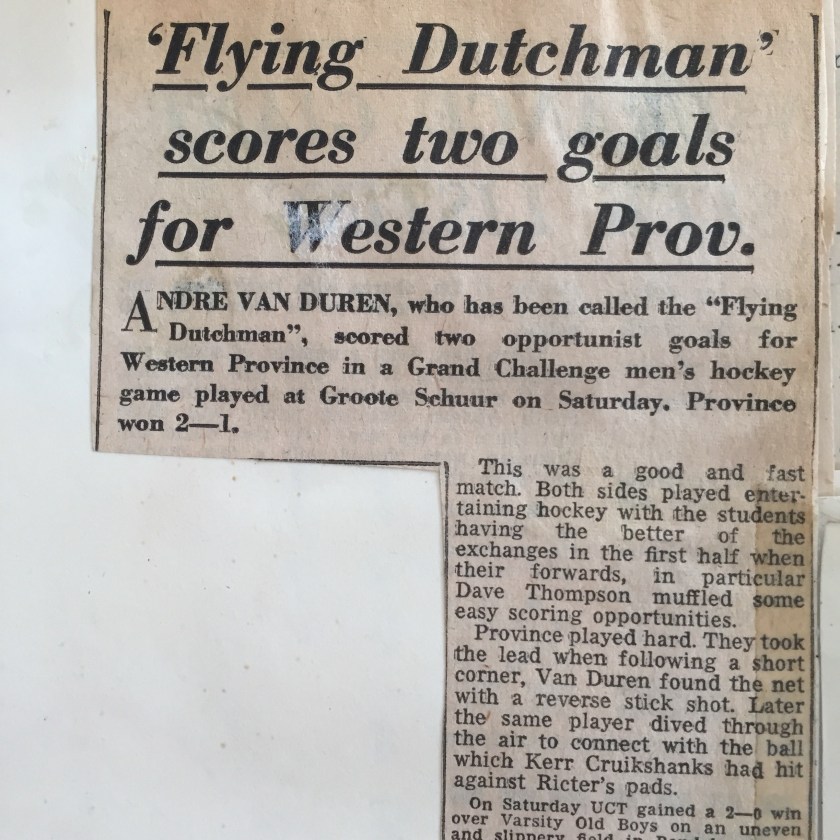 ‘Flying Dutchman’
scores two goals
for Western Prov.
ANDRE VAN DUREN, who has been called the “Flying
Dutchman”, scored two opportunist goals for
Western Province in a Grand Challenge men’s hockey
game played at Groote Schuur on Saturday. Province
won 2—1.
This was a good and fast
match. Both sides played enter-
taining hockey with the students
having the better of the
exchanges in the first half when
their forwards, in particular
Dave Thompson muffled some
easy scoring opportunities.
Province played hard. They took
the lead when following a short
corner, Van Duren found the net
with a reverse stick shot. Later
the same player dived through
the air to connect with the ball
which Kerr Cruikshanks had hit
against Ricter’s pads.
On Saturday UCT gained a 2—0 win
over Varsity Old Boys on an uneven
and slippery field in